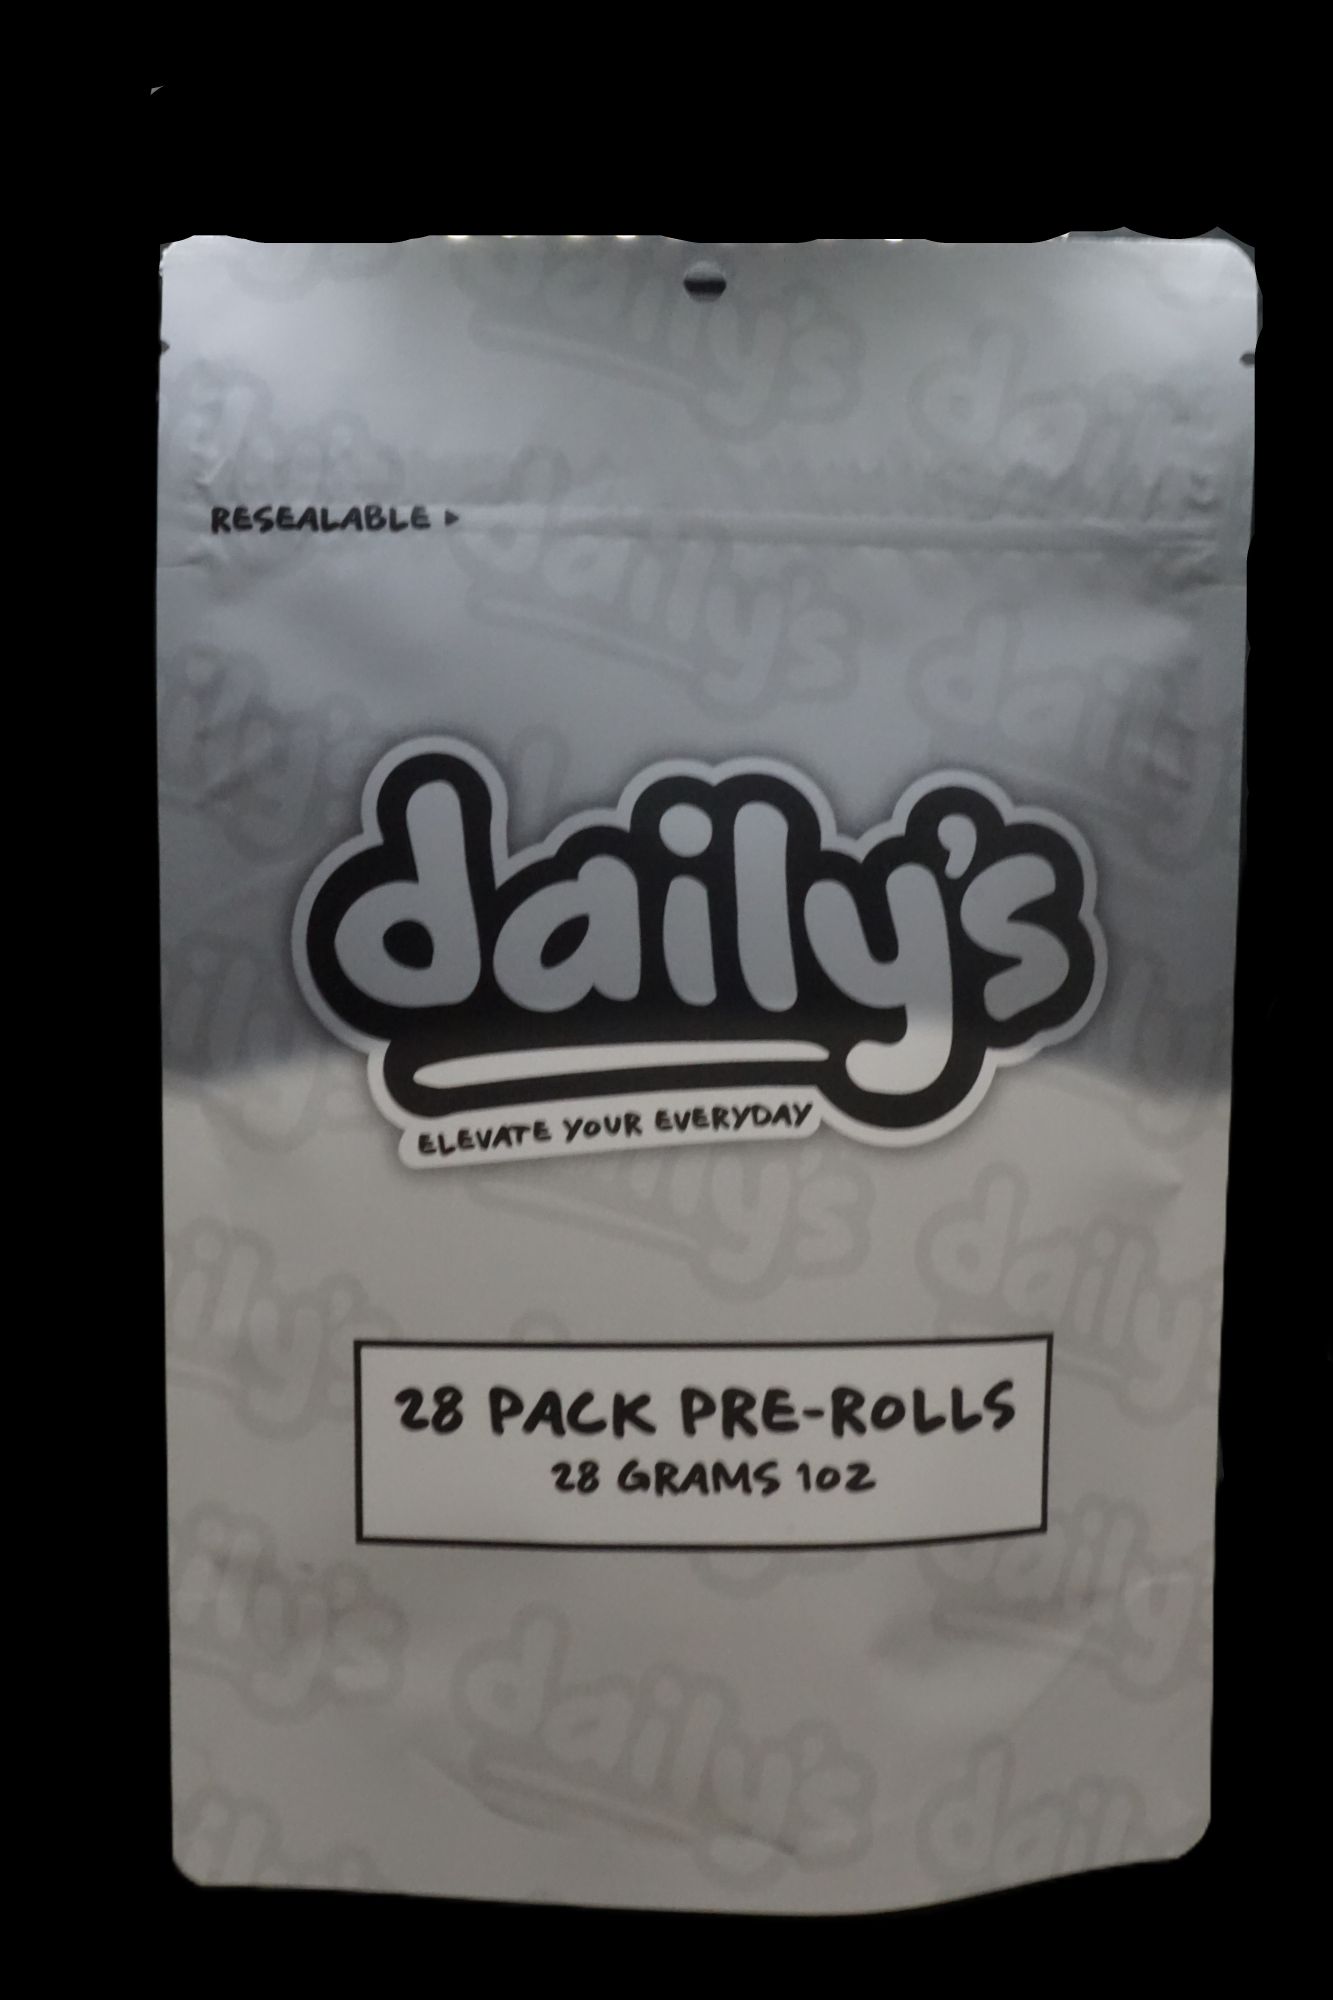 RESEALABLE ▸
daily's
ELEVATE YOUR EVERYDAY
28 PACK PRE-ROLLS
28 GRAMS 1OZ